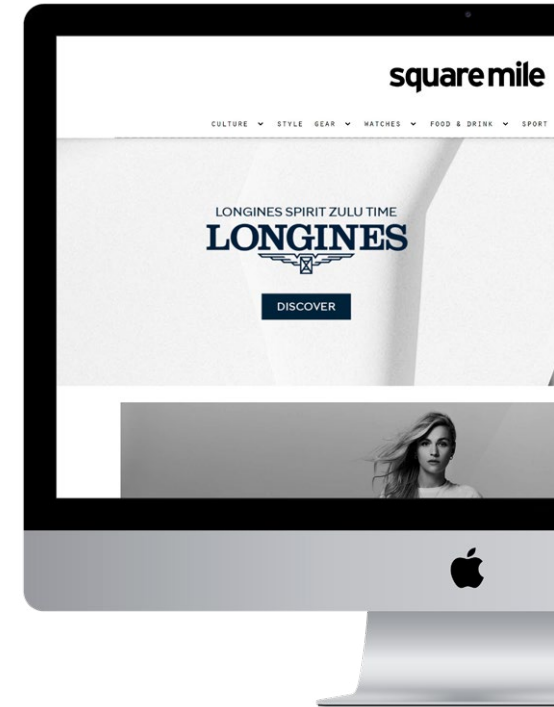 square mile
CULTURE STYLE GEAR WATCHES FOOD & DRINK SPORT
LONGINES SPIRIT ZULU TIME
LONGINES
DISCOVER